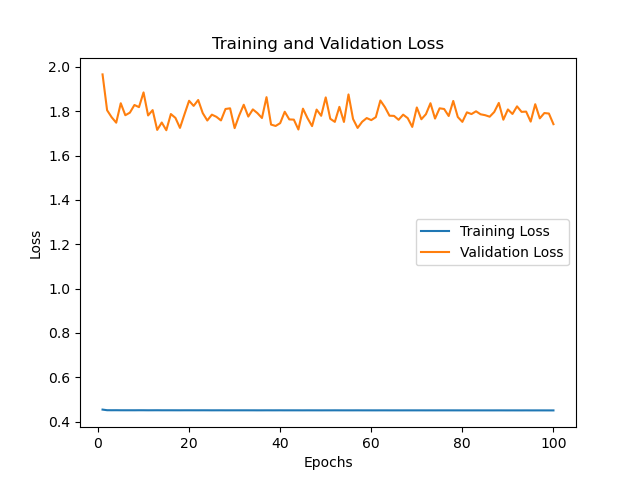 Training and Validation Loss
2.0
1.8
1.6
1.4
1.2
1.0
0.8
0.6
0.4
Loss
Training Loss
Validation Loss
0 20 40 60 80 100
Epochs